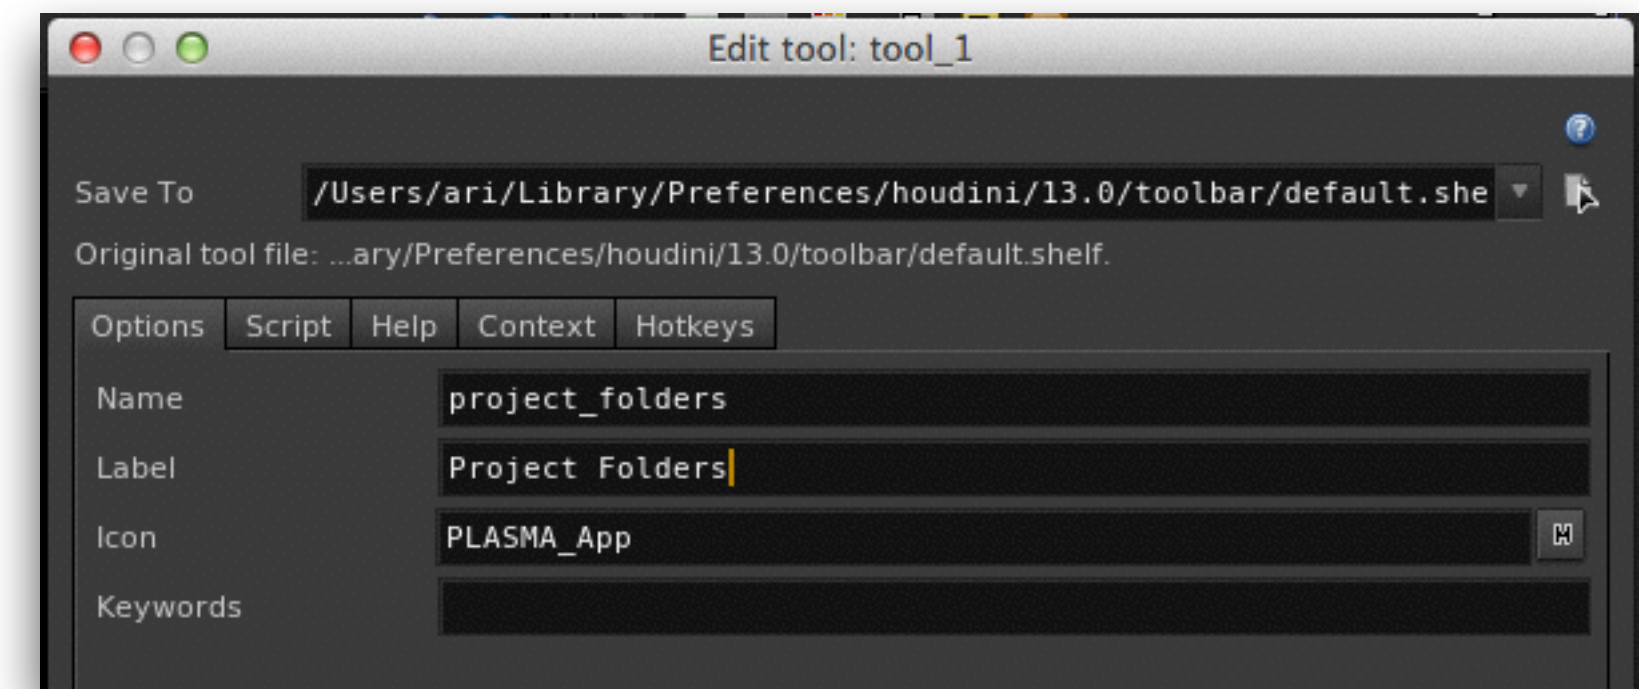 Edit tool: tool_1
?
Save To /Users/ari/Library/Preferences/houdini/13.0/toolbar/default.she
Original tool file: ...ary/Preferences/houdini/13.0/toolbar/default.shelf.
Options Script Help Context Hotkeys
Name project_folders
Label Project Folders
Icon PLASMA_App
Keywords